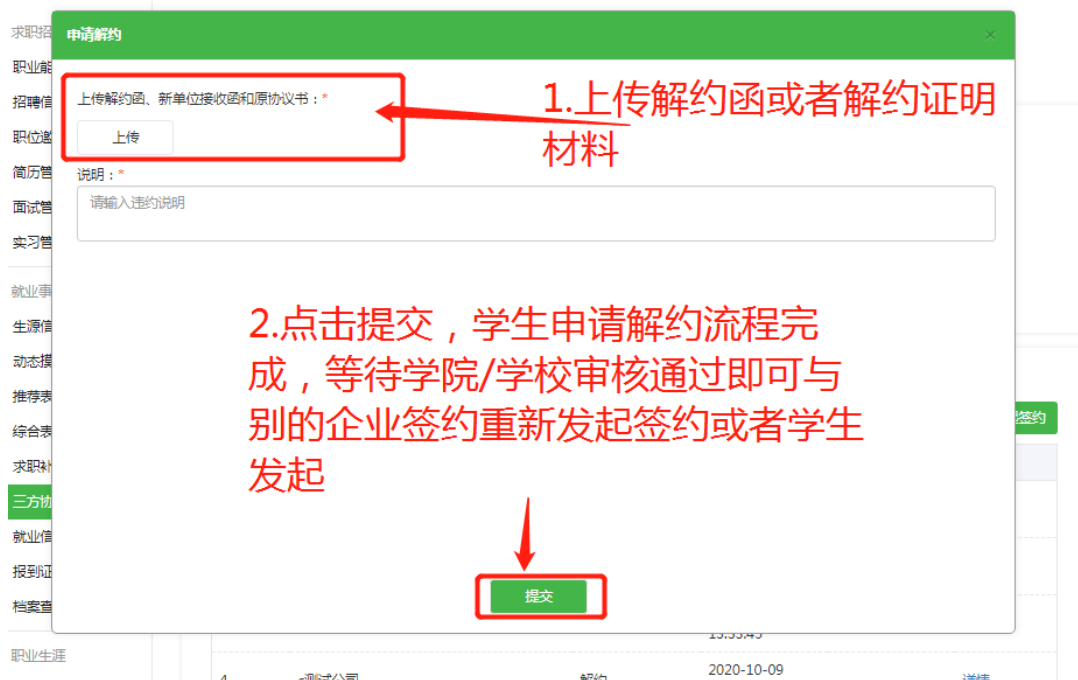 求职招
申请解约
×
职业能
招聘信
上传解约函、新单位接收函和原协议书：*
1.上传解约函或者解约证明
材料
职位邀
上传
简历管
说明：*
面试管
请输入违约说明
实习管
就业事
生源信
2.点击提交，学生申请解约流程完
成，等待学院/学校审核通过即可与
别的企业签约重新发起签约或者学生
发起
动态摸
推荐表
签约
综合表
求职补
三方协
就业信
报到证
提交
档案查
13:33:45
职业生涯
2020-10-09
4
测试公司
解约
详情